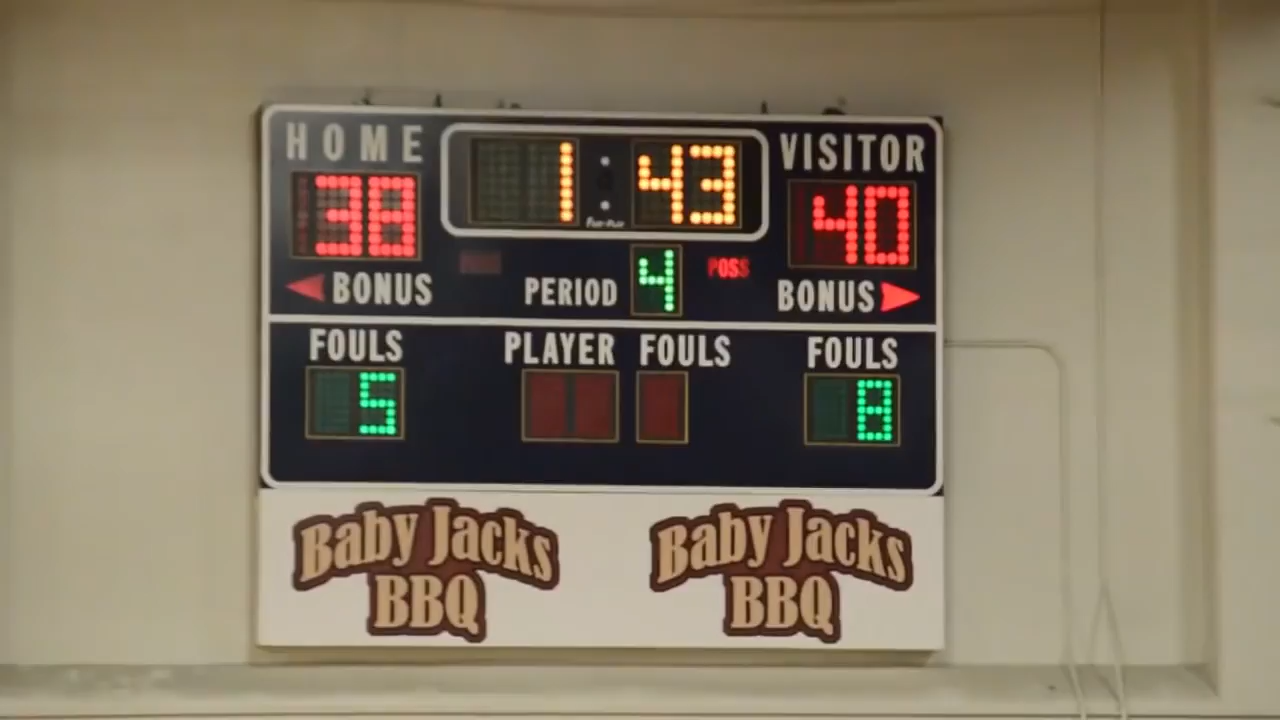 HOME 1:43 VISITOR
38 40
POSS
BONUS PERIOD 4 BONUS
FOULS PLAYER FOULS FOULS
5 8
Baby Jacks
BBQ
Baby Jacks
BBQ